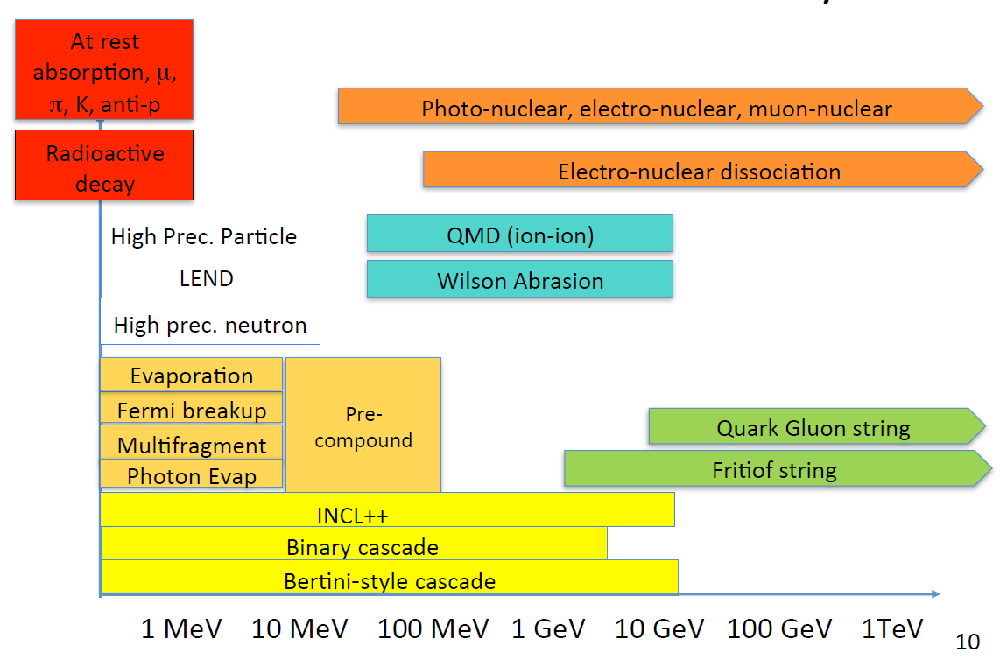 At rest
absorption, μ,
π, K, anti-p
Photo-nuclear, electro-nuclear, muon-nuclear
Radioactive
decay
Electro-nuclear dissociation
High Prec. Particle
QMD (ion-ion)
LEND
Wilson Abrasion
High prec. neutron
Evaporation
Fermi breakup
Multifragment
Photon Evap
Pre-
compound
Quark Gluon string
Fritiof string
INCL++
Binary cascade
Bertini-style cascade
1 MeV 10 MeV 100 MeV 1 GeV 10 GeV 100 GeV 1TeV
10